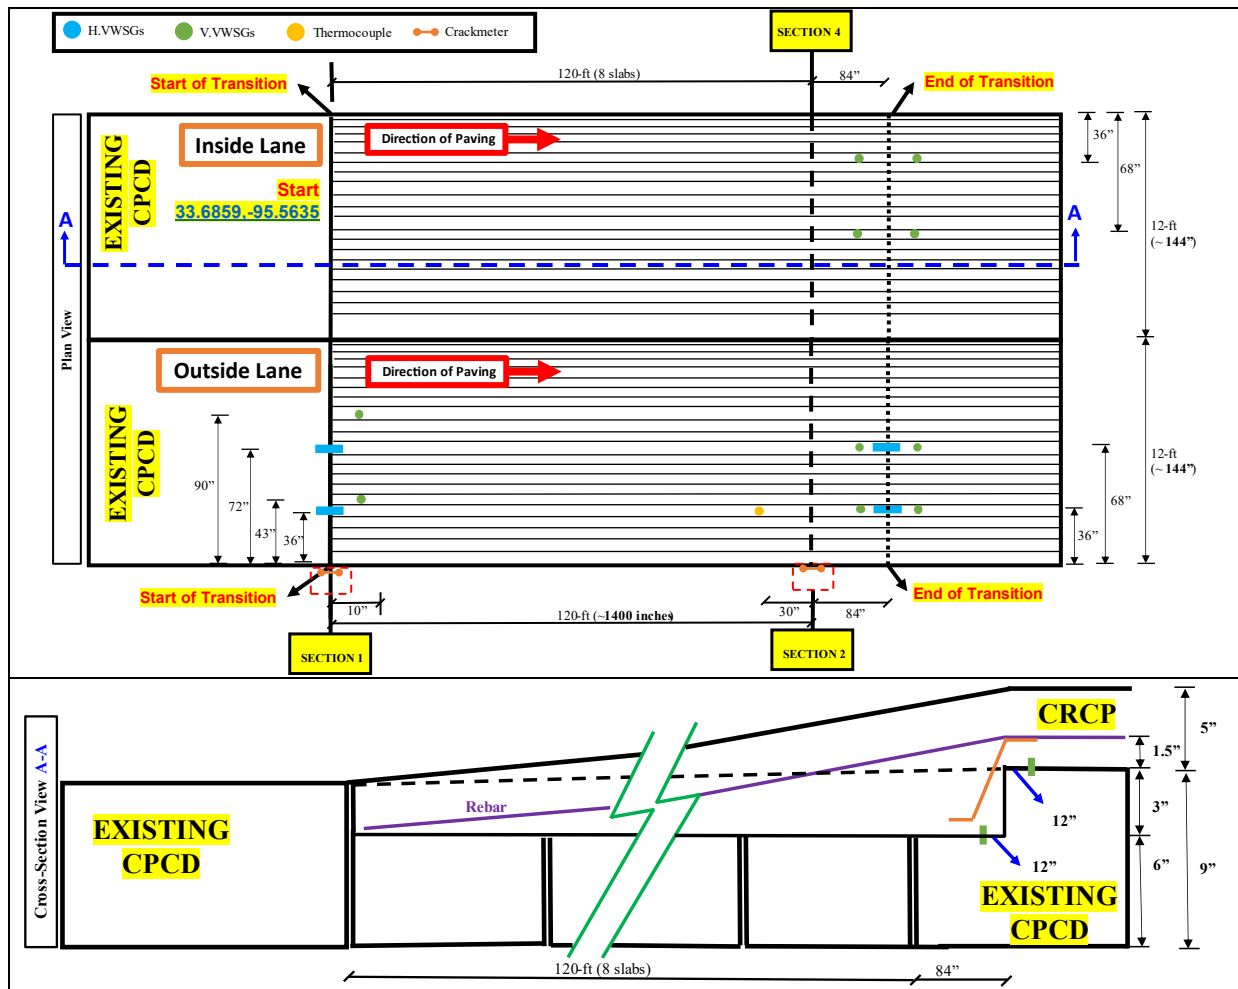 H.VWSGs
V.VWSGs
Thermocouple
Crackmeter
SECTION 4
120-ft (8 slabs)
84”
Start of Transition
End of Transition
Plan View
EXISTING
CPCD
Inside Lane
Direction of Paving
Start
33.6859,-95.5635
A
A
36”
68”
12-ft
(~144”)
Outside Lane
Direction of Paving
EXISTING
CPCD
90”
72”
43”
36”
12-ft
(~144”)
68”
36”
Start of Transition
End of Transition
10”
120-ft (~1400 inches)
30”
84”
SECTION 1
SECTION 2
Cross-Section View A-A
CRCP
5”
1.5”
Rebar
EXISTING
CPCD
12”
3”
12”
6”
9”
EXISTING
CPCD
120-ft (8 slabs)
84”